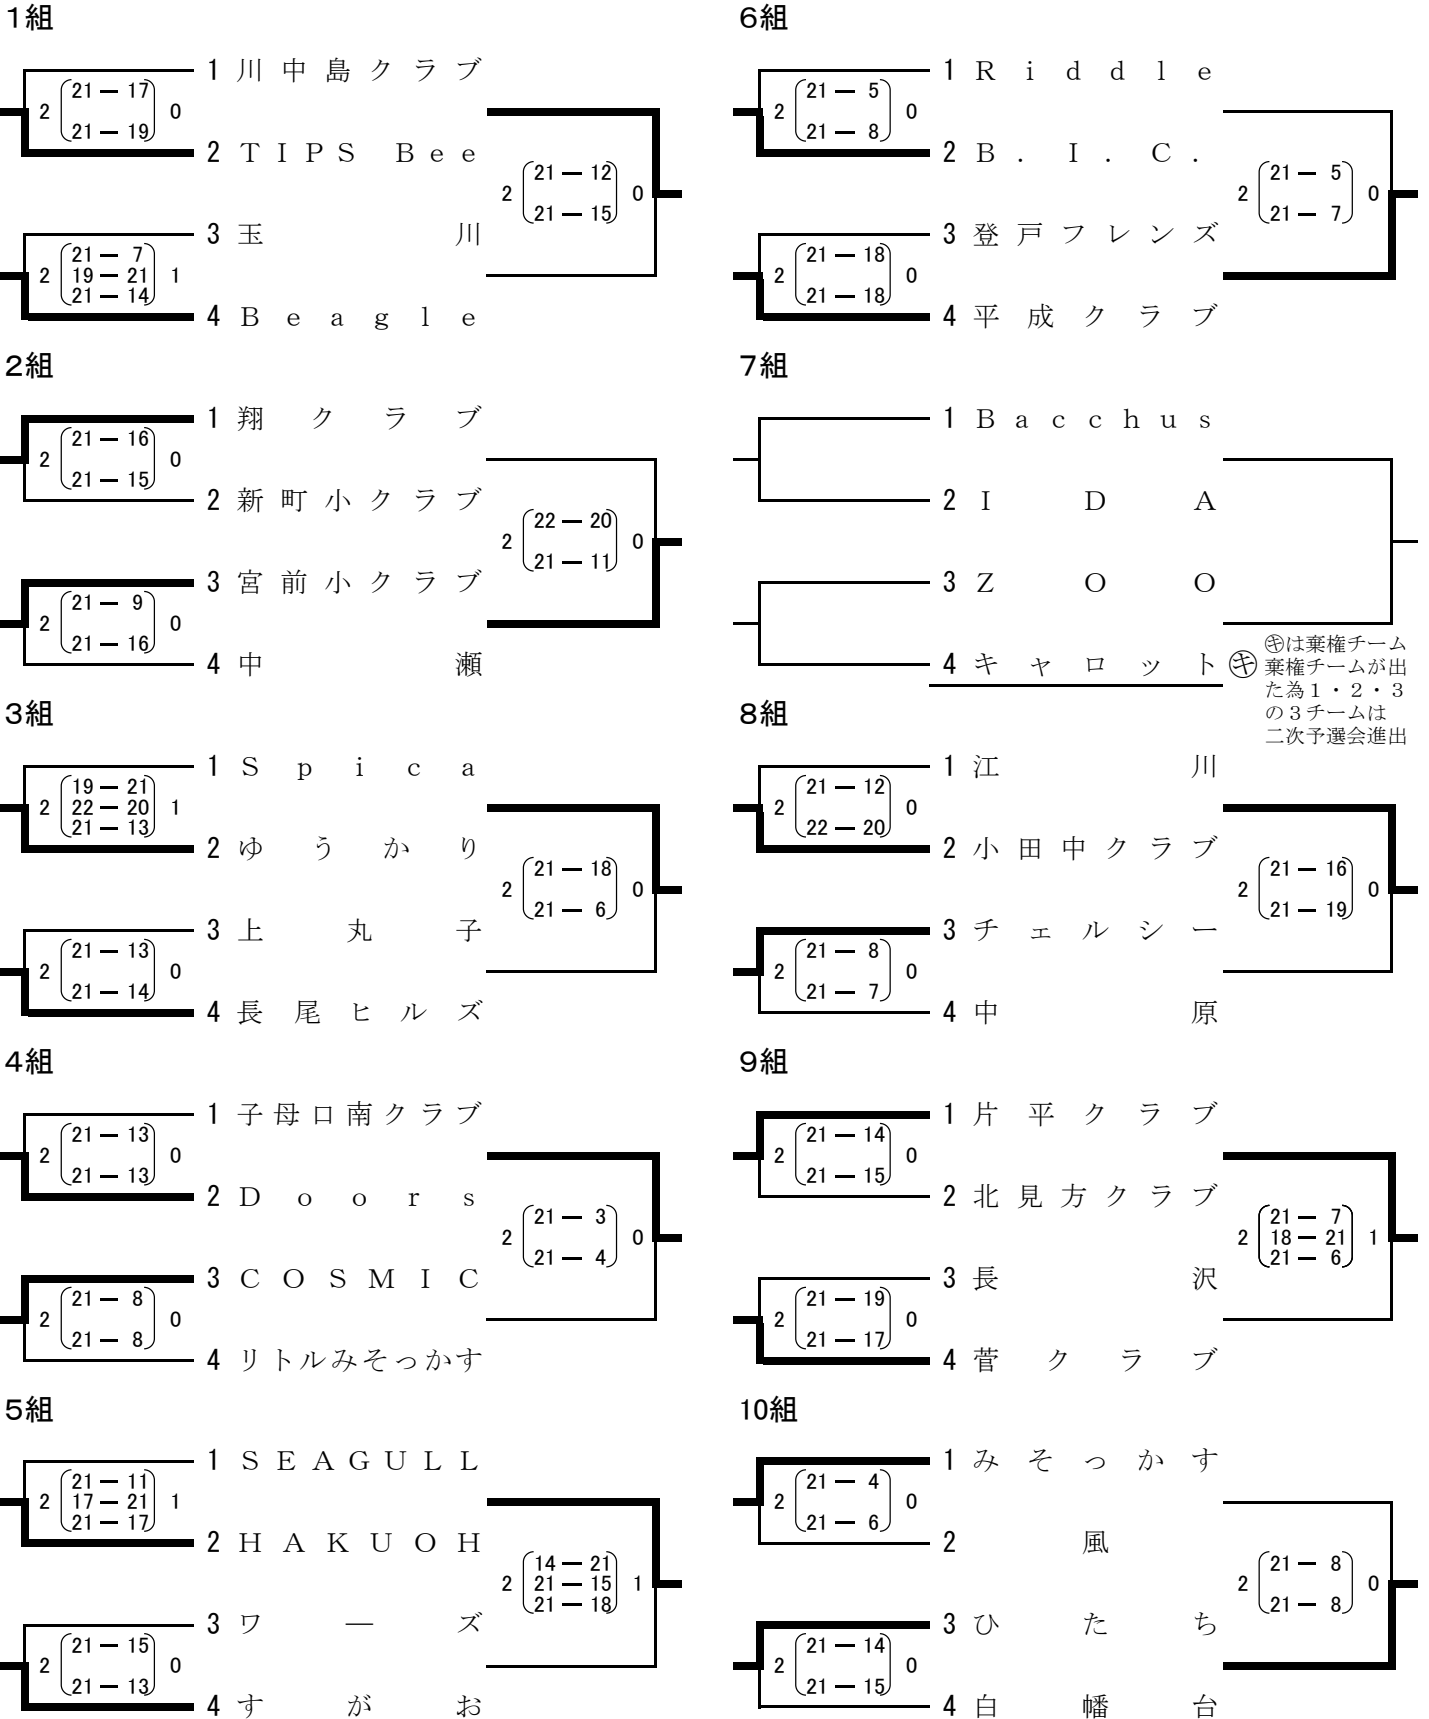 1組
1 川中島クラブ
2 (21 — 17 21 — 19) 0
2 TIPS Bee
2 (21 — 12 21 — 15) 0
3 玉川
2 (21 — 7 19 — 21 21 — 14) 1
4 Beagle
2組
1 翔クラブ
2 (21 — 16 21 — 15) 0
2 新町小クラブ
2 (22 — 20 21 — 11) 0
3 宮前小クラブ
2 (21 — 9 21 — 16) 0
4 中瀬
3組
1 Spica
2 (19 — 21 22 — 20 21 — 13) 1
2 ゆうかり
2 (21 — 18 21 — 6) 0
3 上丸子
2 (21 — 13 21 — 14) 0
4 長尾ヒルズ
4組
1 子母口南クラブ
2 (21 — 13 21 — 13) 0
2 Doors
2 (21 — 3 21 — 4) 0
3 COSMIC
2 (21 — 8 21 — 8) 0
4 リトルみそっかす
5組
1 SEAGULL
2 (21 — 11 17 — 21 21 — 17) 1
2 HAKUOH
2 (14 — 21 21 — 15 21 — 18) 1
3 ワーズ
2 (21 — 15 21 — 13) 0
4 すがお
6組
1 Riddle
2 (21 — 5 21 — 8) 0
2 B.I.C.
2 (21 — 5 21 — 7) 0
3 登戸フレンズ
2 (21 — 18 21 — 18) 0
4 平成クラブ
7組
1 Bacchus
2 IDA
3 ZOO
4 キャロット ㋖
㋖は棄権チーム
棄権チームが出
た為1・2・3
の3チームは
二次予選会進出
8組
1 江川
2 (21 — 12 22 — 20) 0
2 小田中クラブ
2 (21 — 16 21 — 19) 0
3 チェルシー
2 (21 — 8 21 — 7) 0
4 中原
9組
1 片平クラブ
2 (21 — 14 21 — 15) 0
2 北見方クラブ
2 (21 — 7 18 — 21 21 — 6) 1
3 長沢
2 (21 — 19 21 — 17) 0
4 菅クラブ
10組
1 みそっかす
2 (21 — 4 21 — 6) 0
2 風
2 (21 — 8 21 — 8) 0
3 ひたち
2 (21 — 14 21 — 15) 0
4 白幡台